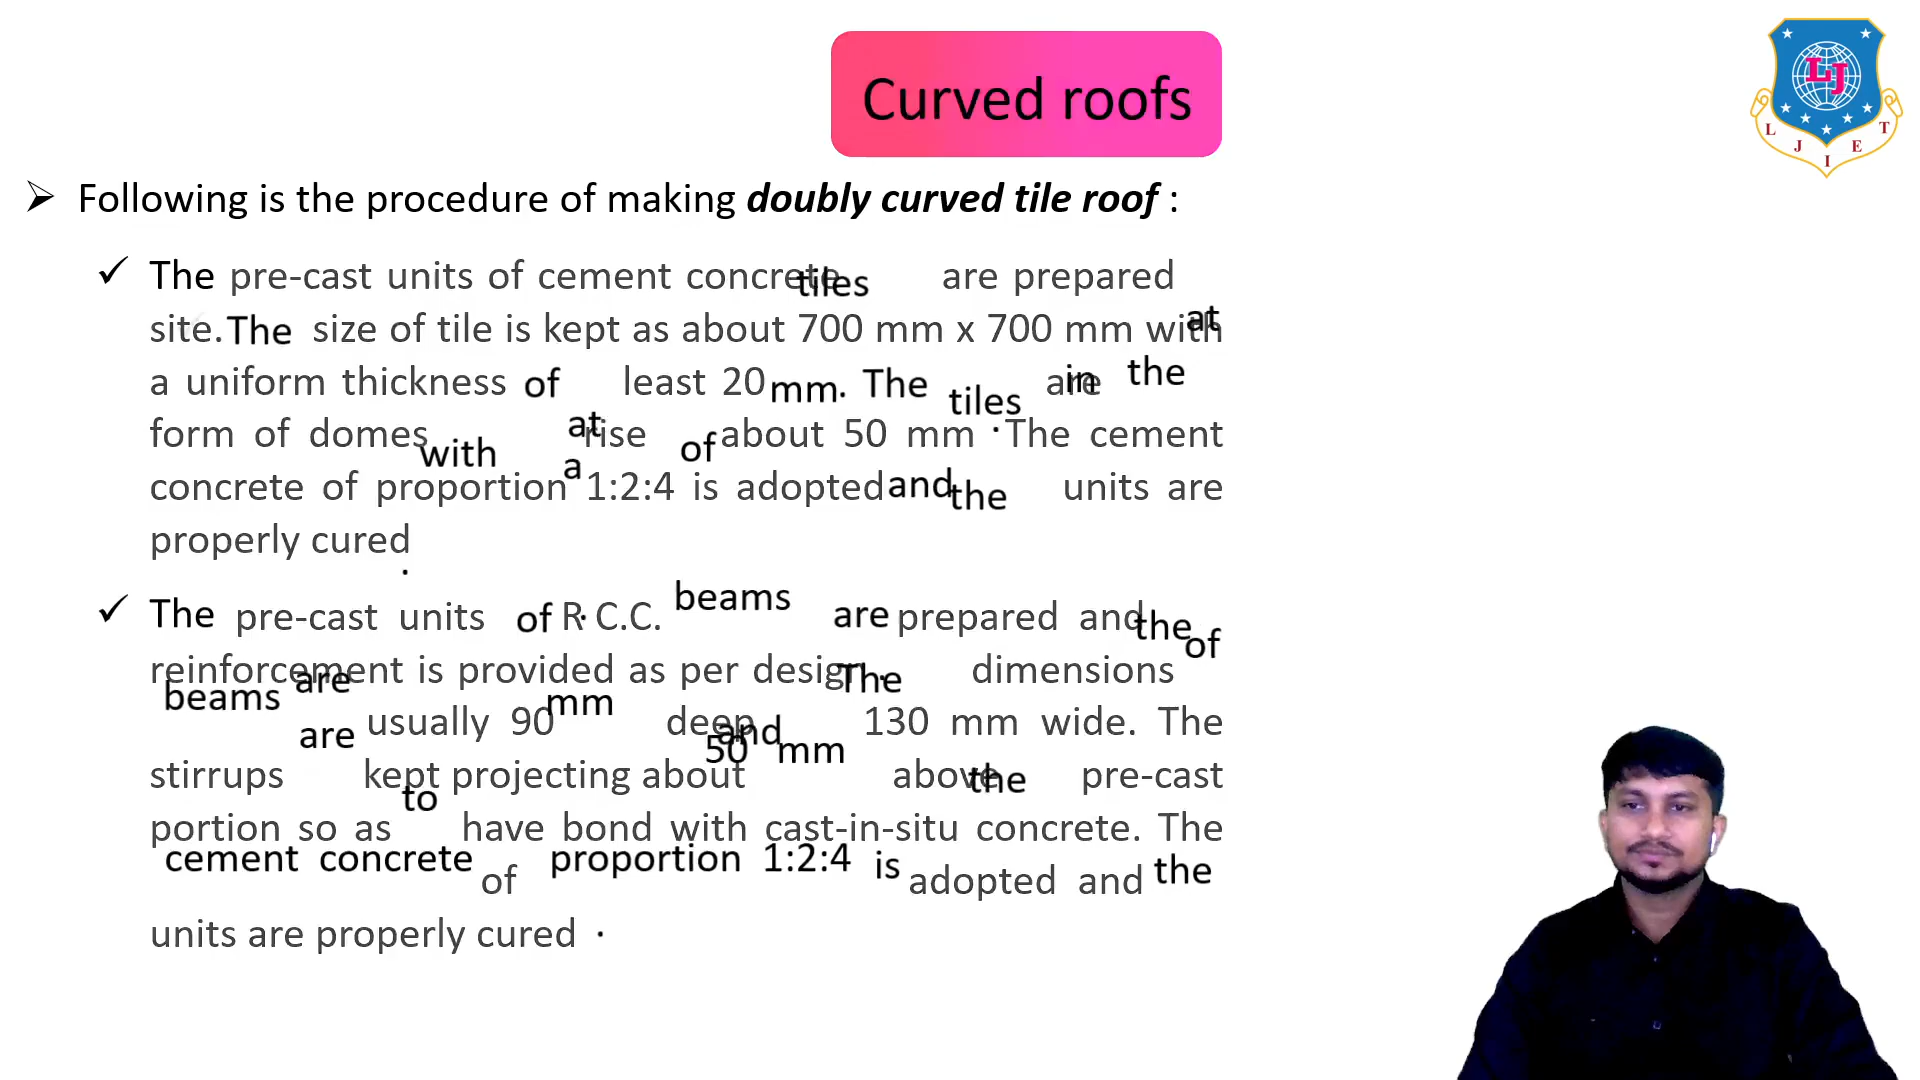 Curved roofs
LJ
L J I E T
➢ Following is the procedure of making doubly curved tile roof :
✓ The pre-cast units of cement concrete tiles are prepared at
site. The size of tile is kept as about 700 mm x 700 mm with
a uniform thickness of at least 20 mm. The tiles are in the
form of domes with a rise of about 50 mm. The cement
concrete of proportion 1:2:4 is adopted and the units are
properly cured.
✓ The pre-cast units of R.C.C. beams are prepared and the
reinforcement is provided as per design. The dimensions of
beams are usually 90 mm deep and 130 mm wide. The
stirrups are kept projecting about 50 mm above the pre-cast
portion so as to have bond with cast-in-situ concrete. The
cement concrete of proportion 1:2:4 is adopted and the
units are properly cured.